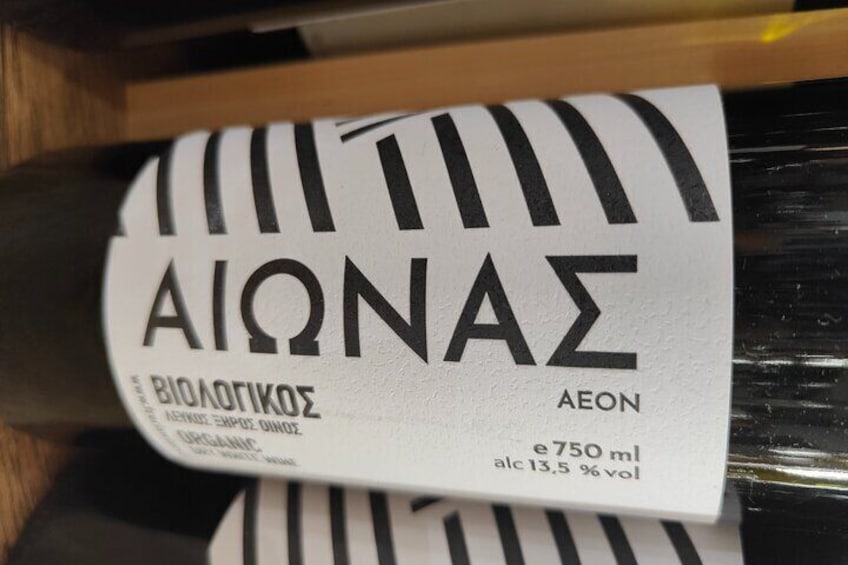 ΑΙΩΝΑΣ
AEON
ΒΙΟΛΟΓΙΚΟΣ
ΛΕΥΚΟΣ ΞΗΡΟΣ ΟΙΝΟΣ
ORGANIC
DRY WHITE WINE
e 750 ml
alc 13,5 % vol